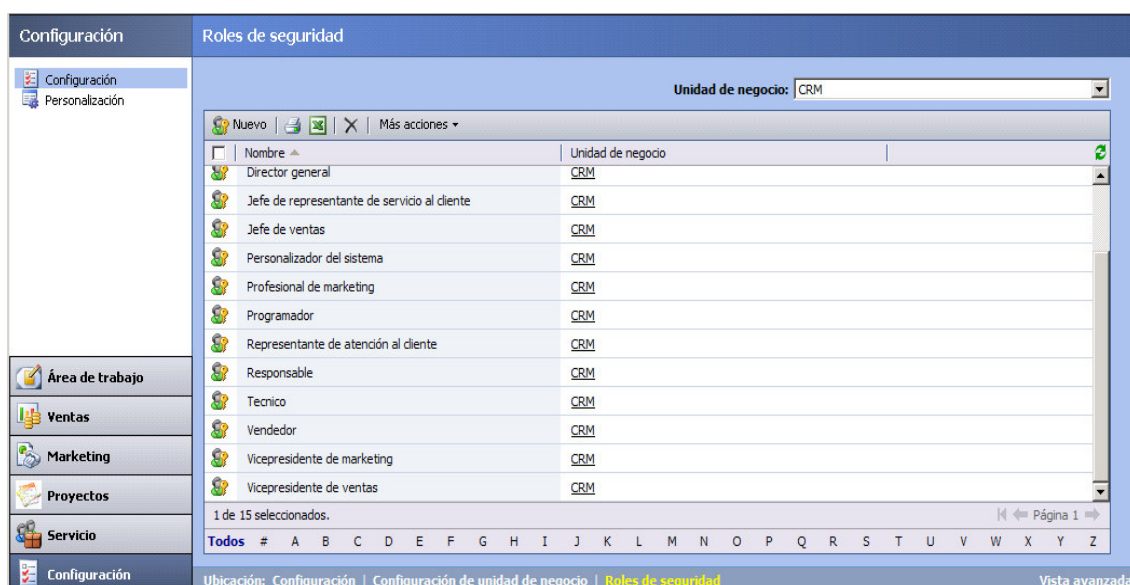 Configuración
Roles de seguridad
Configuración
Personalización
Unidad de negocio: CRM
Nuevo | Más acciones
Nombre Unidad de negocio
Director general CRM
Jefe de representante de servicio al cliente CRM
Jefe de ventas CRM
Personalizador del sistema CRM
Profesional de marketing CRM
Programador CRM
Representante de atención al cliente CRM
Responsable CRM
Tecnico CRM
Vendedor CRM
Vicepresidente de marketing CRM
Vicepresidente de ventas CRM
1 de 15 seleccionados. Página 1
Todos # A B C D E F G H I J K L M N O P Q R S T U V W X Y Z
Área de trabajo
Ventas
Marketing
Proyectos
Servicio
Configuración
Ubicación: Configuración | Configuración de unidad de negocio | Roles de seguridad Vista avanzada